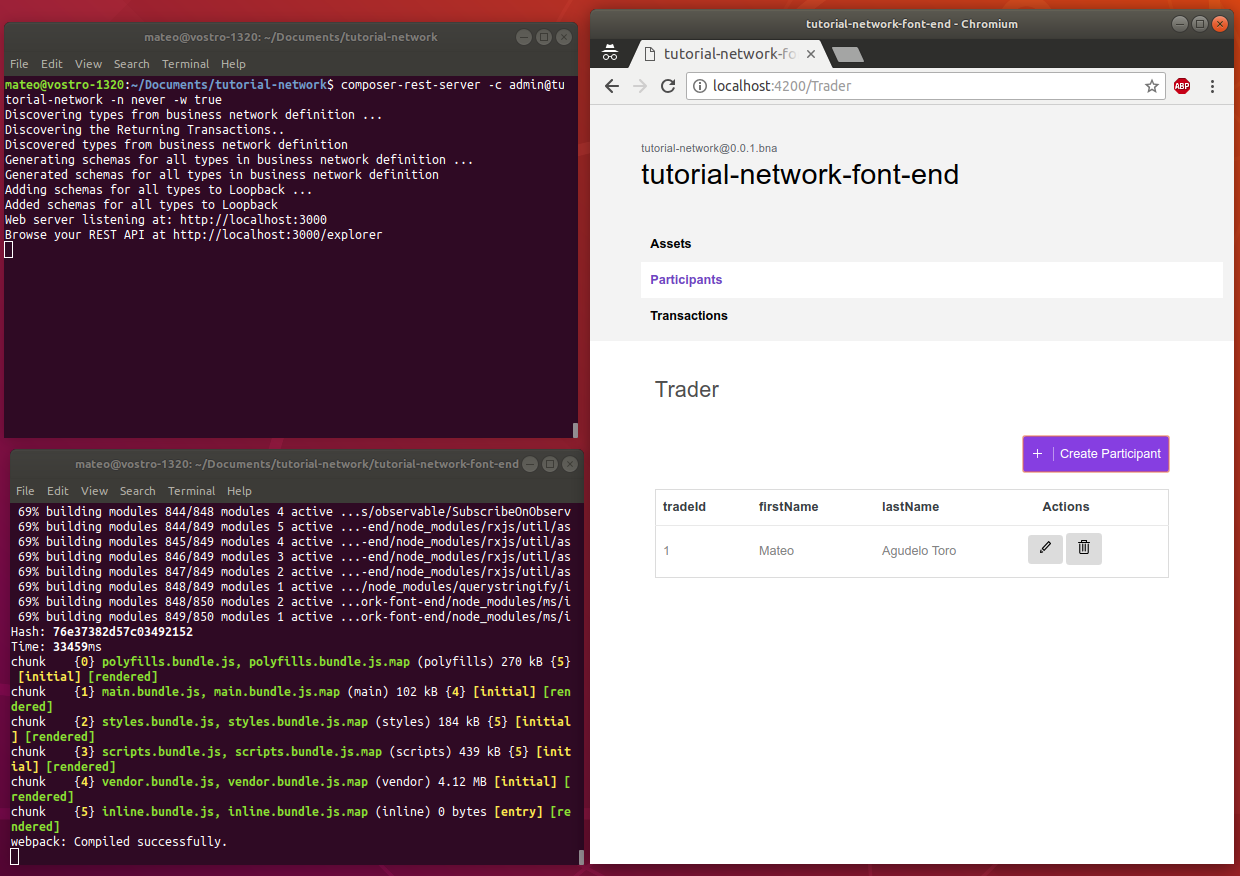 mateo@vostro-1320: ~/Documents/tutorial-network
File Edit View Search Terminal Help
mateo@vostro-1320:~/Documents/tutorial-network$ composer-rest-server -c admin@tu
torial-network -n never -w true
Discovering types from business network definition ...
Discovering the Returning Transactions..
Discovered types from business network definition
Generating schemas for all types in business network definition ...
Generated schemas for all types in business network definition
Adding schemas for all types to Loopback ...
Added schemas for all types to Loopback
Web server listening at: http://localhost:3000
Browse your REST API at http://localhost:3000/explorer
mateo@vostro-1320: ~/Documents/tutorial-network/tutorial-network-font-end
File Edit View Search Terminal Help
69% building modules 844/848 modules 4 active ...s/observable/SubscribeOnObserv
69% building modules 844/849 modules 5 active ...-end/node_modules/rxjs/util/as
69% building modules 845/849 modules 4 active ...-end/node_modules/rxjs/util/as
69% building modules 846/849 modules 3 active ...-end/node_modules/rxjs/util/as
69% building modules 847/849 modules 2 active ...-end/node_modules/rxjs/util/as
69% building modules 848/849 modules 1 active .../node_modules/querystringify/i
69% building modules 848/850 modules 2 active ...ork-font-end/node_modules/ms/i
69% building modules 849/850 modules 1 active ...ork-font-end/node_modules/ms/i
Hash: 76e37382d57c03492152
Time: 33459ms
chunk    {0} polyfills.bundle.js, polyfills.bundle.js.map (polyfills) 270 kB {5}
[initial] [rendered]
chunk    {1} main.bundle.js, main.bundle.js.map (main) 102 kB {4} [initial] [ren
dered]
chunk    {2} styles.bundle.js, styles.bundle.js.map (styles) 184 kB {5} [initial
] [rendered]
chunk    {3} scripts.bundle.js, scripts.bundle.js.map (scripts) 439 kB {5} [init
ial] [rendered]
chunk    {4} vendor.bundle.js, vendor.bundle.js.map (vendor) 4.12 MB [initial] [
rendered]
chunk    {5} inline.bundle.js, inline.bundle.js.map (inline) 0 bytes [entry] [re
ndered]
webpack: Compiled successfully.
tutorial-network-font-end - Chromium
tutorial-network-fo
localhost:4200/Trader
ABP
tutorial-network@0.0.1.bna
tutorial-network-font-end
Assets
Participants
Transactions
Trader
+ | Create Participant
tradeId firstName lastName Actions
1 Mateo Agudelo Toro